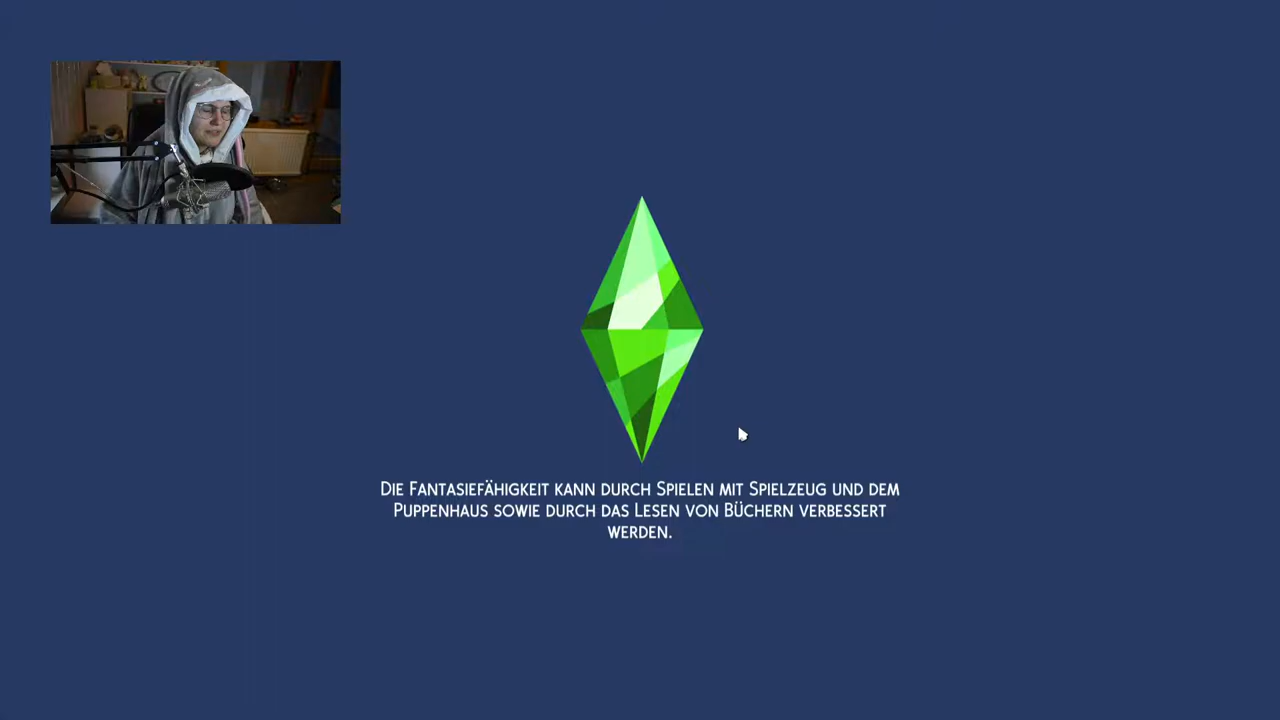 Die Fantasiefähigkeit kann durch Spielen mit Spielzeug und dem
Puppenhaus sowie durch das Lesen von Büchern verbessert
werden.